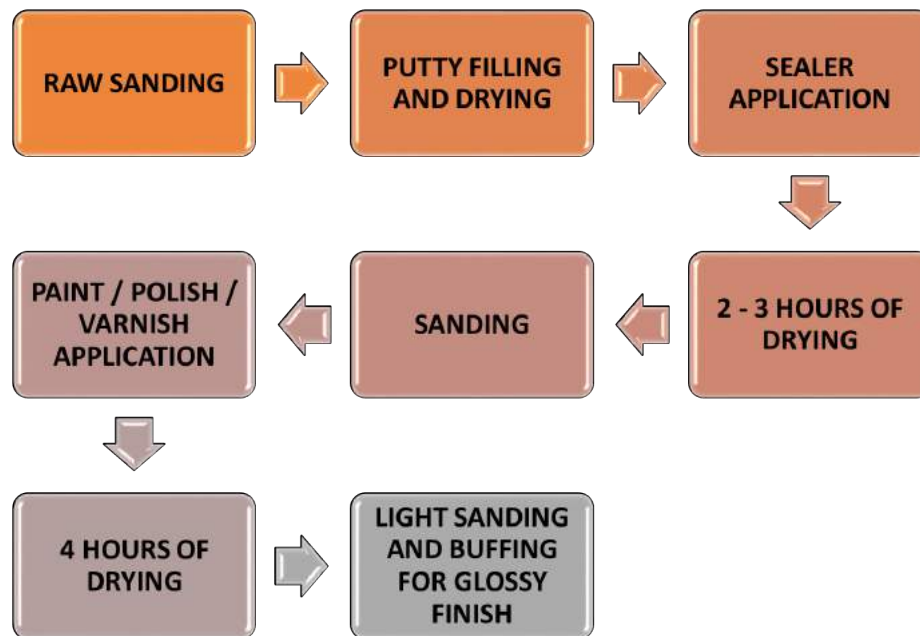 RAW SANDING
PUTTY FILLING
AND DRYING
SEALER
APPLICATION
2 - 3 HOURS OF
DRYING
SANDING
PAINT / POLISH /
VARNISH
APPLICATION
4 HOURS OF
DRYING
LIGHT SANDING
AND BUFFING
FOR GLOSSY
FINISH